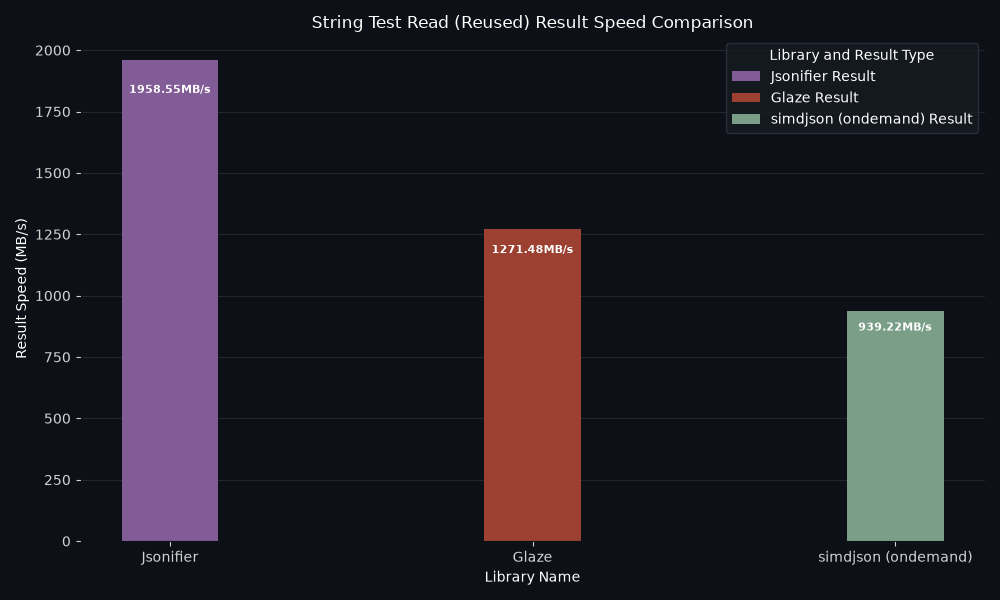 String Test Read (Reused) Result Speed Comparison
Library and Result Type
Jsonifier Result
Glaze Result
simdjson (ondemand) Result
Result Speed (MB/s)
2000
1750
1500
1250
1000
750
500
250
0
1958.55MB/s
1271.48MB/s
939.22MB/s
Jsonifier
Glaze
simdjson (ondemand)
Library Name